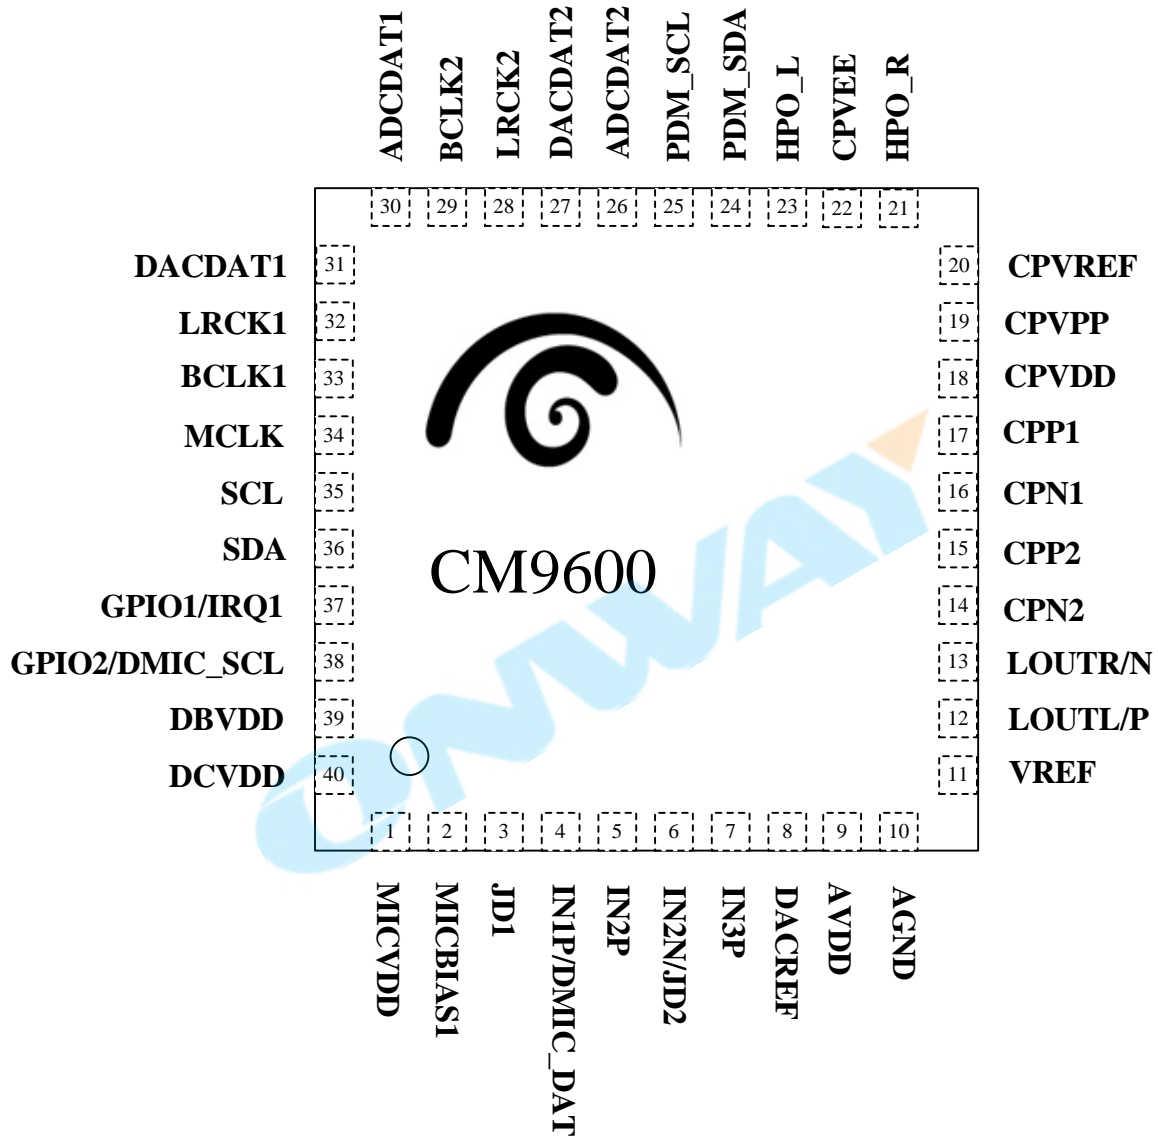 ADCDAT1
BCLK2
LRCK2
DACDAT2
ADCDAT2
PDM_SCL
PDM_SDA
HPO_L
CPVEE
HPO_R
30 29 28 27 26 25 24 23 22 21
DACDAT1 31 20 CPVREF
LRCK1 32 19 CPVPP
BCLK1 33 18 CPVDD
MCLK 34 17 CPP1
SCL 35 16 CPN1
SDA 36 15 CPP2
CM9600
GPIO1/IRQ1 37 14 CPN2
GPIO2/DMIC_SCL 38 13 LOUTR/N
DBVDD 39 12 LOUTL/P
DCVDD 40 11 VREF
ONWAY
1 2 3 4 5 6 7 8 9 10
MICVDD
MICBIAS1
JD1
IN1P/DMIC_DAT
IN2P
IN2N/JD2
IN3P
DACREF
AVDD
AGND